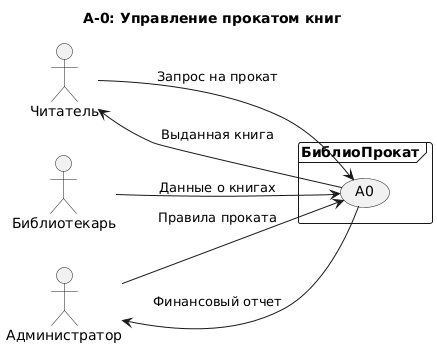 A-0: Управление прокатом книг
Запрос на прокат
Читатель
Выданная книга
БиблиоПрокат
Данные о книгах
A0
Библиотекарь
Правила проката
Финансовый отчет
Администратор